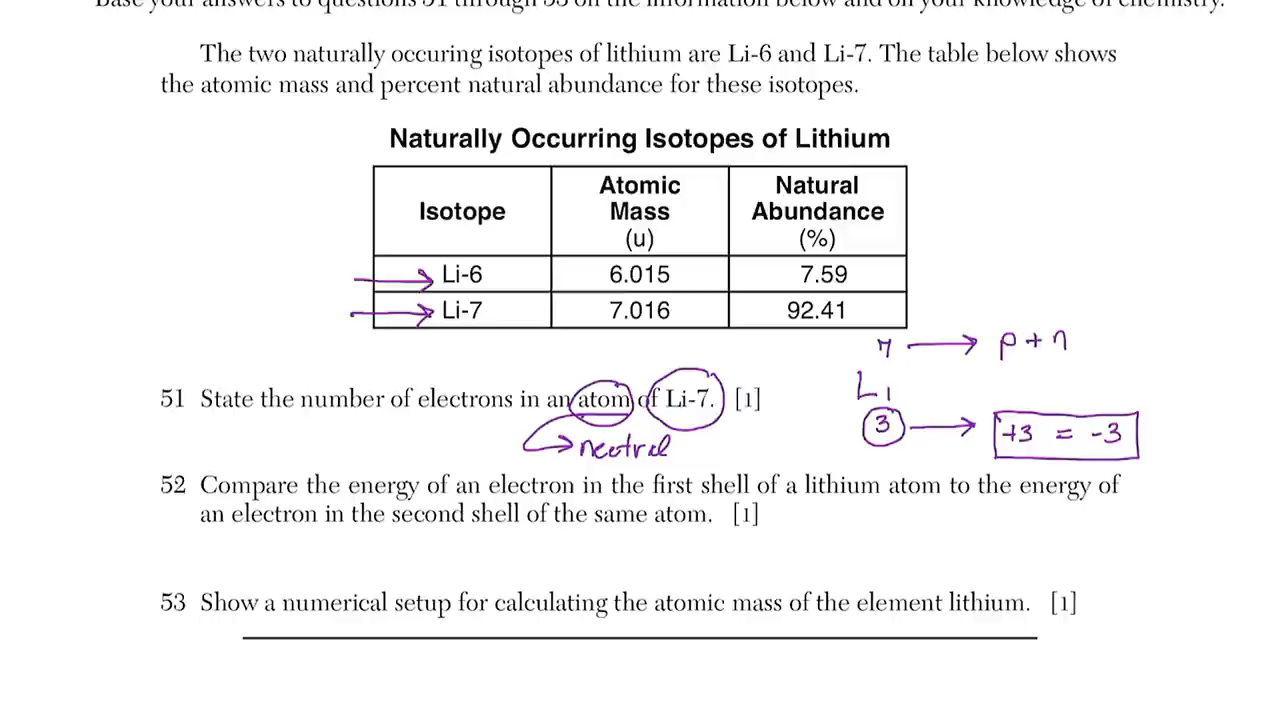 Base your answers to questions 51 through 53 on the information below and on your knowledge of chemistry.
The two naturally occuring isotopes of lithium are Li-6 and Li-7. The table below shows
the atomic mass and percent natural abundance for these isotopes.
Naturally Occurring Isotopes of Lithium
Isotope Atomic Mass (u) Natural Abundance (%)
Li-6 6.015 7.59
Li-7 7.016 92.41
7 → p + n
51 State the number of electrons in an atom of Li-7. [1]
Li
3 → +3 = -3
→ neutral
52 Compare the energy of an electron in the first shell of a lithium atom to the energy of
an electron in the second shell of the same atom. [1]
53 Show a numerical setup for calculating the atomic mass of the element lithium. [1]